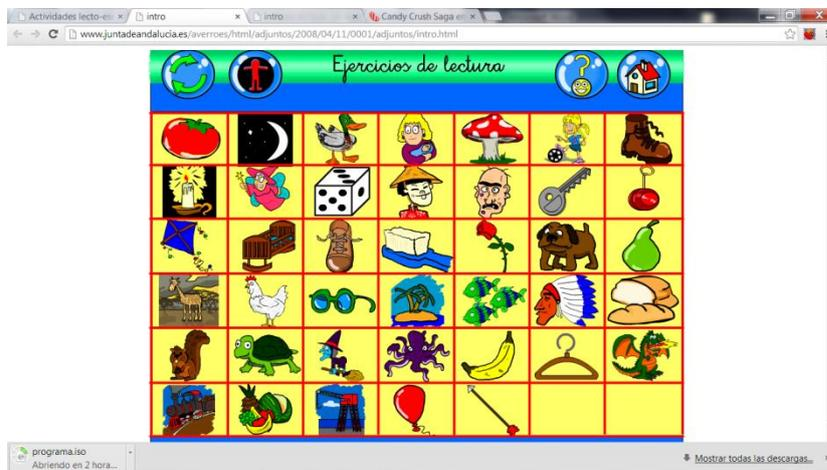 Actividades lecto-esc
intro
intro
Candy Crush Saga en
www.juntadeandalucia.es/averroes/html/adjuntos/2008/04/11/0001/adjuntos/intro.html
Ejercicios de lectura
programa.iso
Abriendo en 2 hora...
Mostrar todas las descargas...